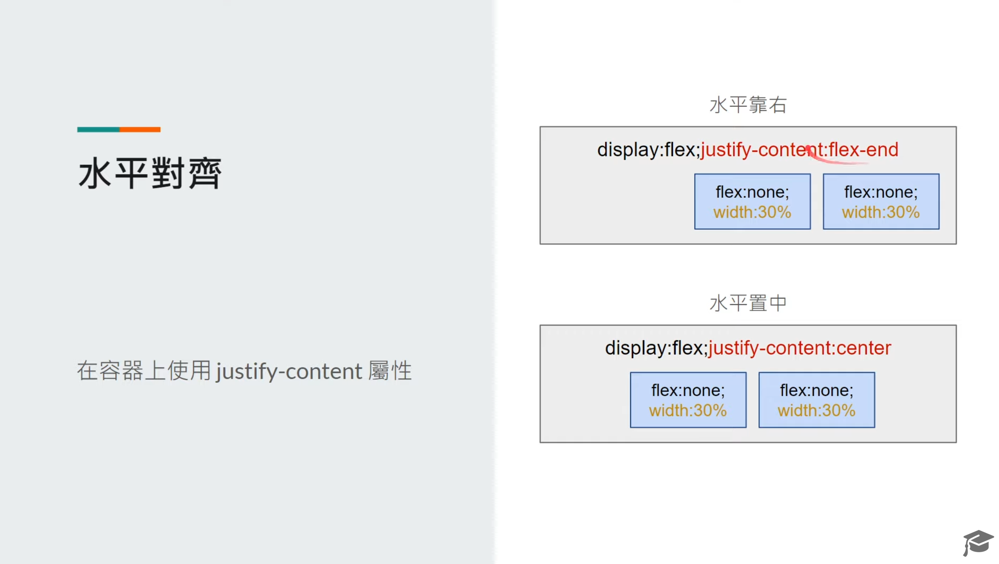 水平對齊
在容器上使用 justify-content 屬性
水平靠右
display:flex;justify-content:flex-end
flex:none;
width:30%
flex:none;
width:30%
水平置中
display:flex;justify-content:center
flex:none;
width:30%
flex:none;
width:30%